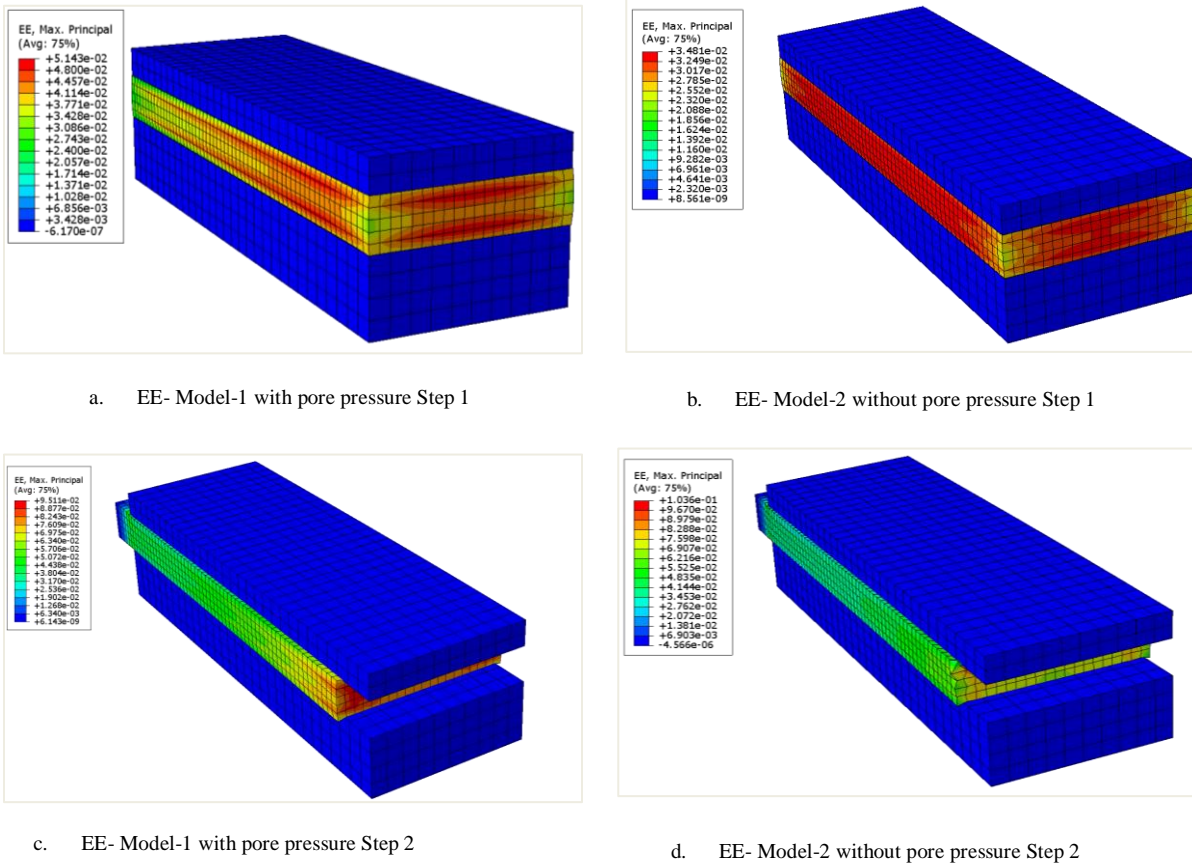 EE, Max. Principal
(Avg: 75%)
+5.143e-02
+4.800e-02
+4.457e-02
+4.114e-02
+3.771e-02
+3.428e-02
+3.086e-02
+2.743e-02
+2.400e-02
+2.057e-02
+1.714e-02
+1.371e-02
+1.028e-02
+6.856e-03
+3.428e-03
-6.170e-07
EE, Max. Principal
(Avg: 75%)
+3.481e-02
+3.249e-02
+3.017e-02
+2.785e-02
+2.552e-02
+2.320e-02
+2.088e-02
+1.856e-02
+1.624e-02
+1.392e-02
+1.160e-02
+9.282e-03
+6.961e-03
+4.641e-03
+2.320e-03
+8.561e-09
a. EE- Model-1 with pore pressure Step 1
b. EE- Model-2 without pore pressure Step 1
EE, Max. Principal
(Avg: 75%)
+9.511e-02
+8.877e-02
+8.243e-02
+7.609e-02
+6.975e-02
+6.340e-02
+5.706e-02
+5.072e-02
+4.438e-02
+3.804e-02
+3.170e-02
+2.536e-02
+1.902e-02
+1.268e-02
+6.340e-03
+6.143e-09
EE, Max. Principal
(Avg: 75%)
+1.036e-01
+9.670e-02
+8.979e-02
+8.288e-02
+7.598e-02
+6.907e-02
+6.216e-02
+5.525e-02
+4.835e-02
+4.144e-02
+3.453e-02
+2.762e-02
+2.072e-02
+1.381e-02
+6.903e-03
-4.566e-06
c. EE- Model-1 with pore pressure Step 2
d. EE- Model-2 without pore pressure Step 2